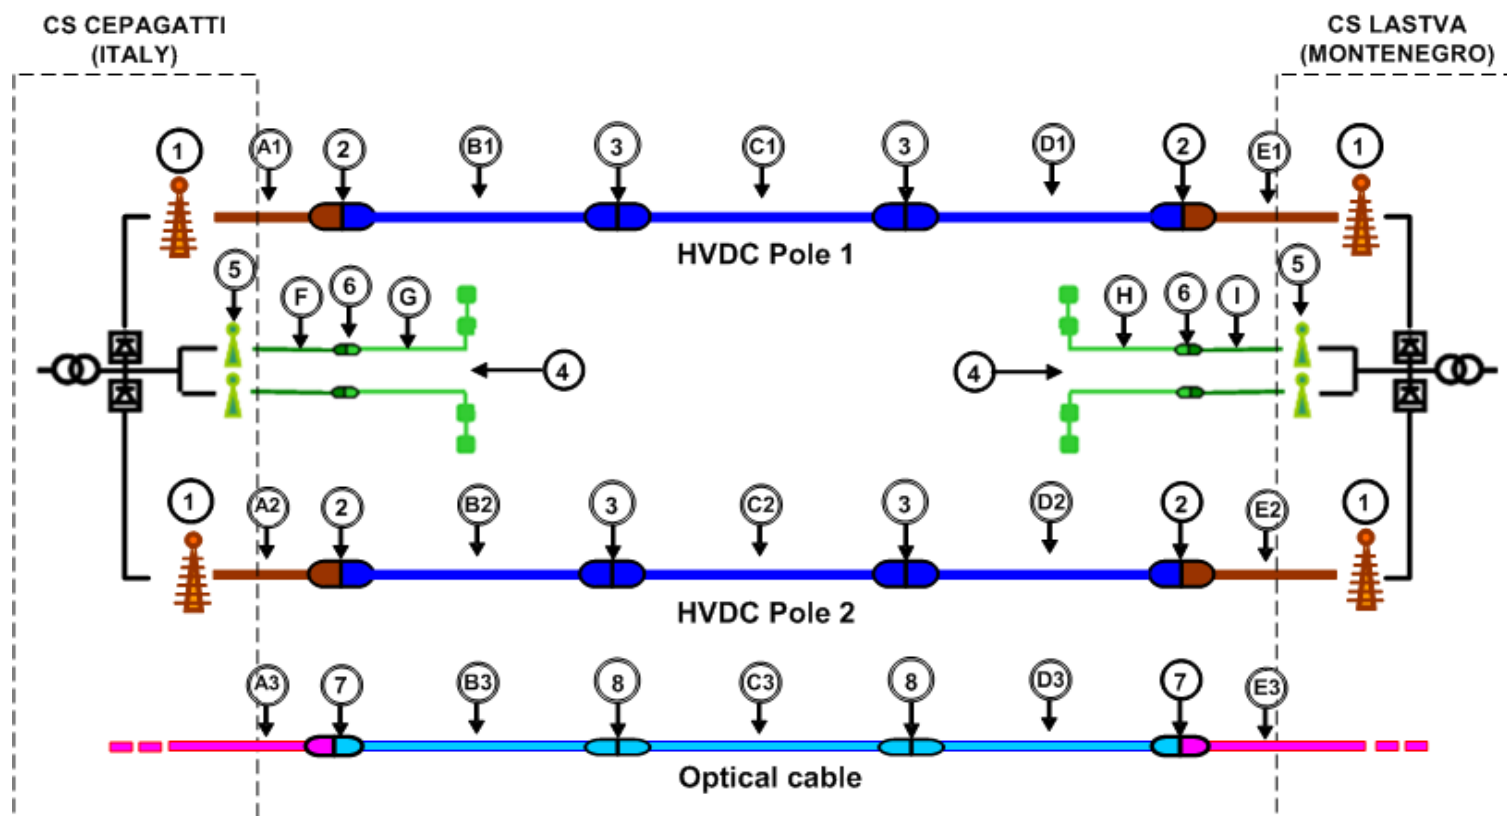 CS CEPAGATTI
(ITALY)
CS LASTVA
(MONTENEGRO)
1 A1 2 B1 3 C1 3 D1 2 E1 1
HVDC Pole 1
5 F 6 G H 6 I 5
4 4
1 A2 2 B2 3 C2 3 D2 2 E2 1
HVDC Pole 2
A3 7 B3 8 C3 8 D3 7 E3
Optical cable